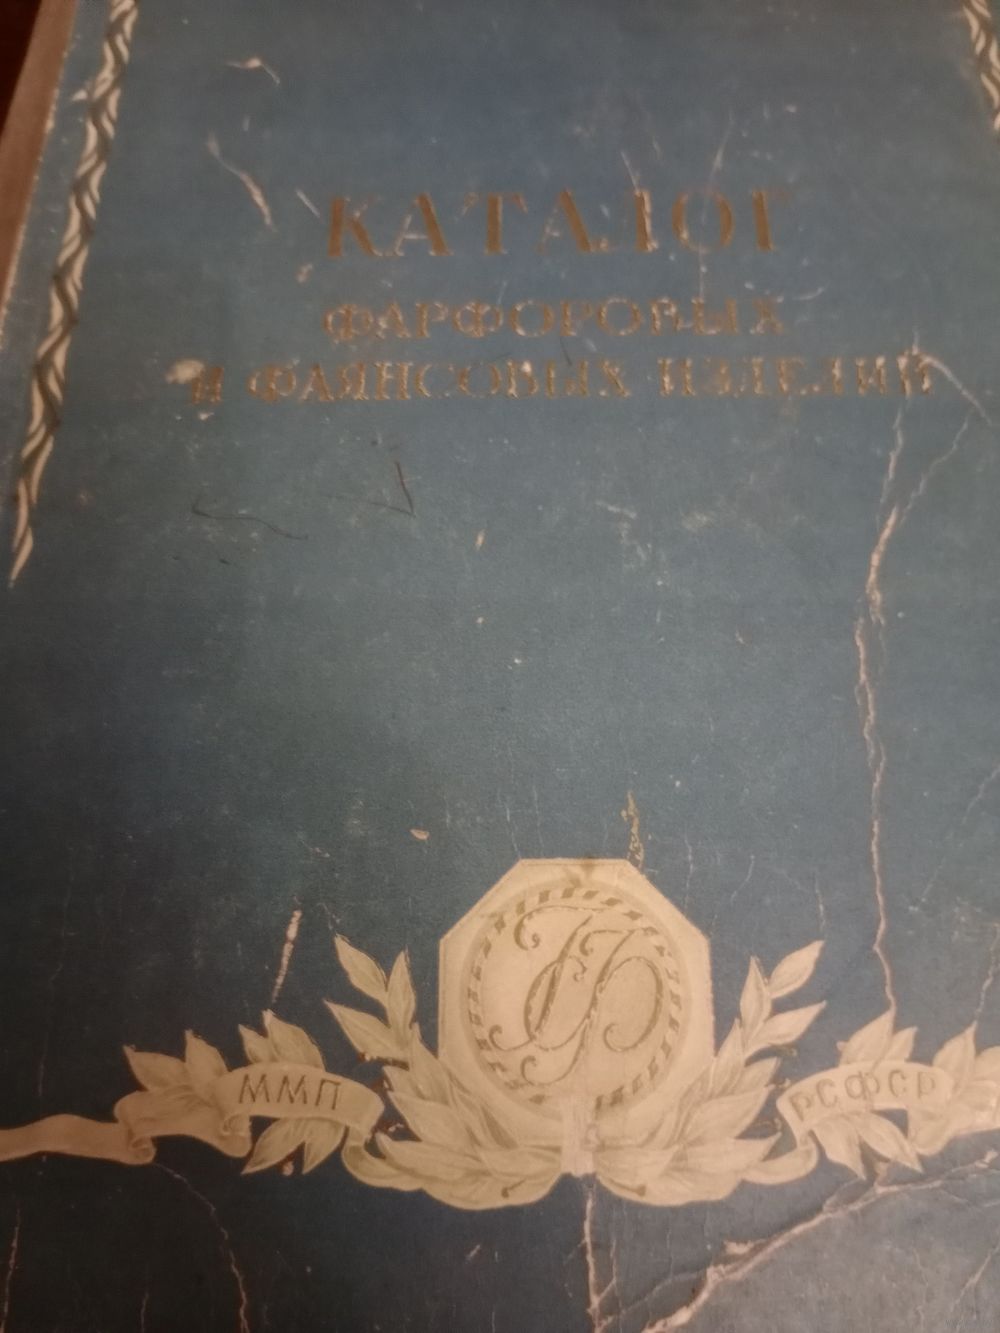 КАТАЛОГ
ФАРФОРОВЫХ
И ФАЯНСОВЫХ ИЗДЕЛИЙ
Ф
ММП
РСФСР